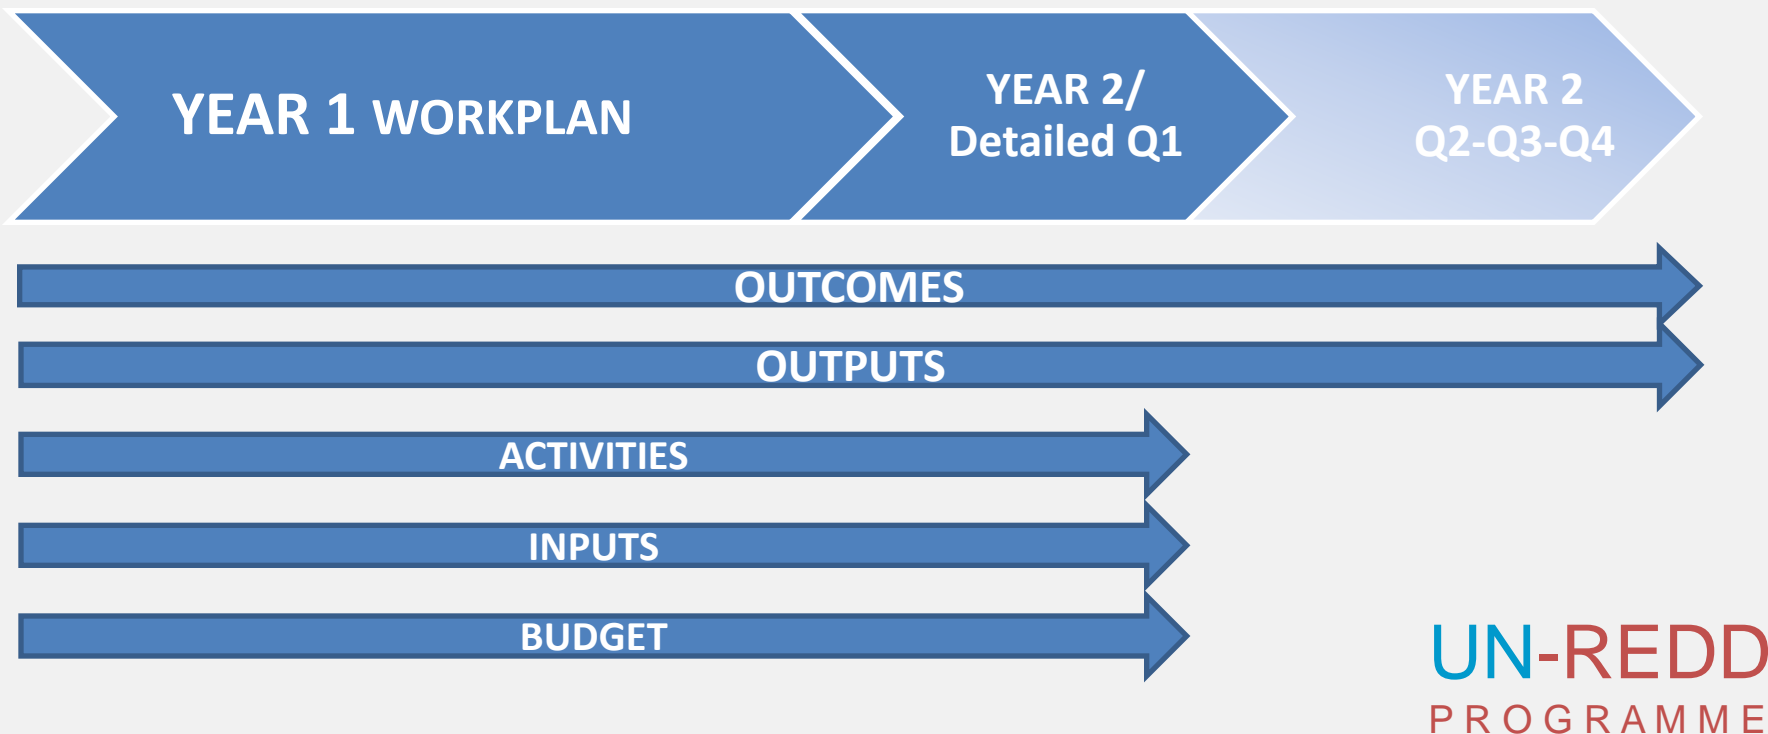 YEAR 1 WORKPLAN
YEAR 2/
Detailed Q1
YEAR 2
Q2-Q3-Q4
OUTCOMES
OUTPUTS
ACTIVITIES
INPUTS
BUDGET
UN-REDD
PROGRAMME